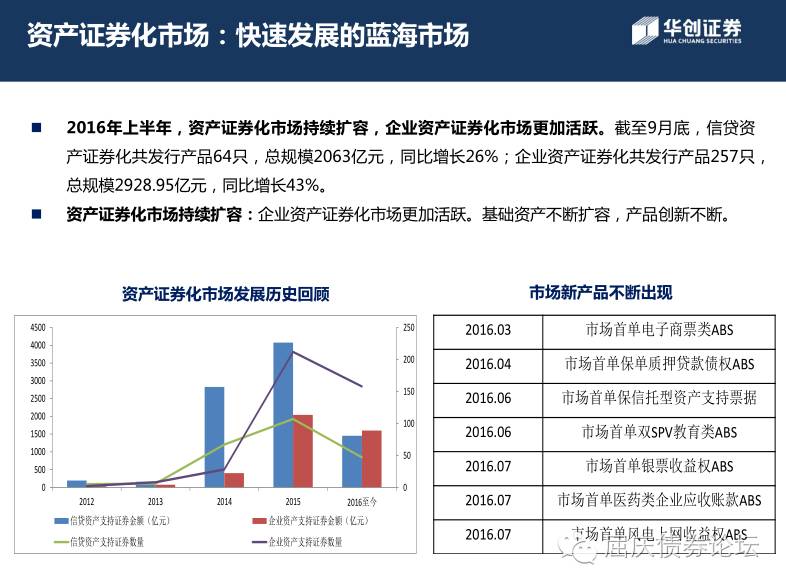 资产证券化市场：快速发展的蓝海市场
华创证券
HUA CHUANG SECURITIES
■ 2016年上半年，资产证券化市场持续扩容，企业资产证券化市场更加活跃。截至9月底，信贷资
产证券化共发行产品64只，总规模2063亿元，同比增长26%；企业资产证券化共发行产品257只，
总规模2928.95亿元，同比增长43%。
■ 资产证券化市场持续扩容：企业资产证券化市场更加活跃。基础资产不断扩容，产品创新不断。
资产证券化市场发展历史回顾
4500
4000
3500
3000
2500
2000
1500
1000
500
0
250
200
150
100
50
0
2012 2013 2014 2015 2016至今
信贷资产支持证券金额（亿元） 企业资产支持证券金额（亿元）
信贷资产支持证券数量 企业资产支持证券数量
市场新产品不断出现
2016.03 市场首单电子商票类ABS
2016.04 市场首单保单质押贷款债权ABS
2016.06 市场首单保信托型资产支持票据
2016.06 市场首单双SPV教育类ABS
2016.07 市场首单银票收益权ABS
2016.07 市场首单医药类企业应收账款ABS
2016.07 市场首单风电上网收益权ABS
屈庆债券论坛